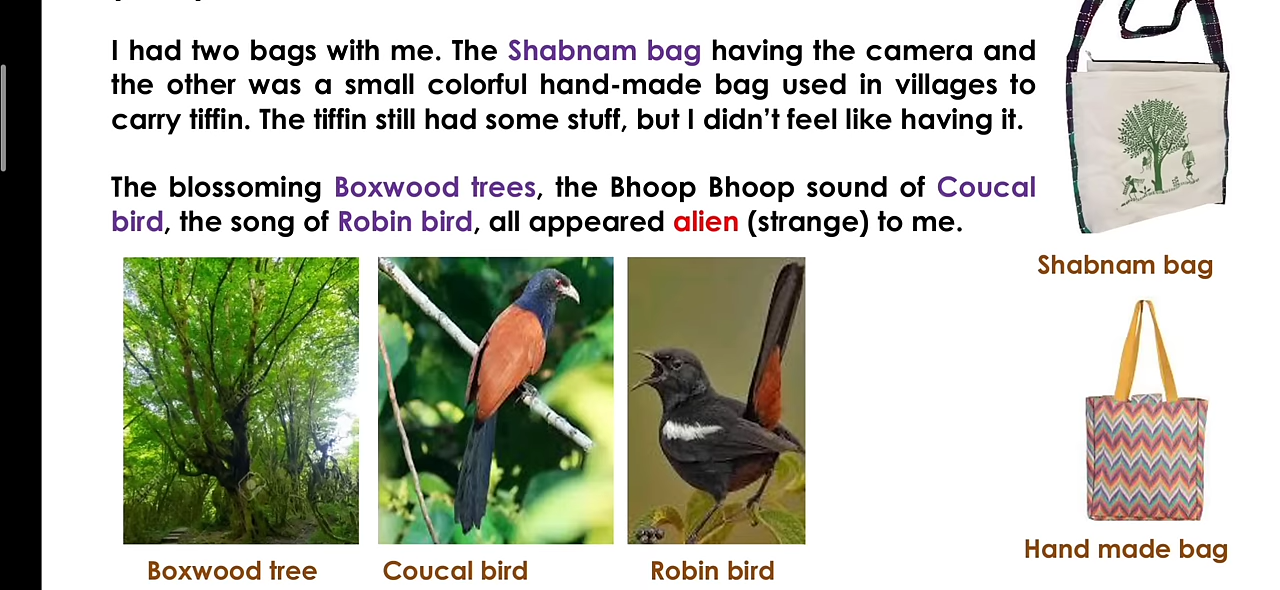 I had two bags with me. The Shabnam bag having the camera and
the other was a small colorful hand-made bag used in villages to
carry tiffin. The tiffin still had some stuff, but I didn't feel like having it.
The blossoming Boxwood trees, the Bhoop Bhoop sound of Coucal
bird, the song of Robin bird, all appeared alien (strange) to me.
Shabnam bag
Hand made bag
Boxwood tree
Coucal bird
Robin bird